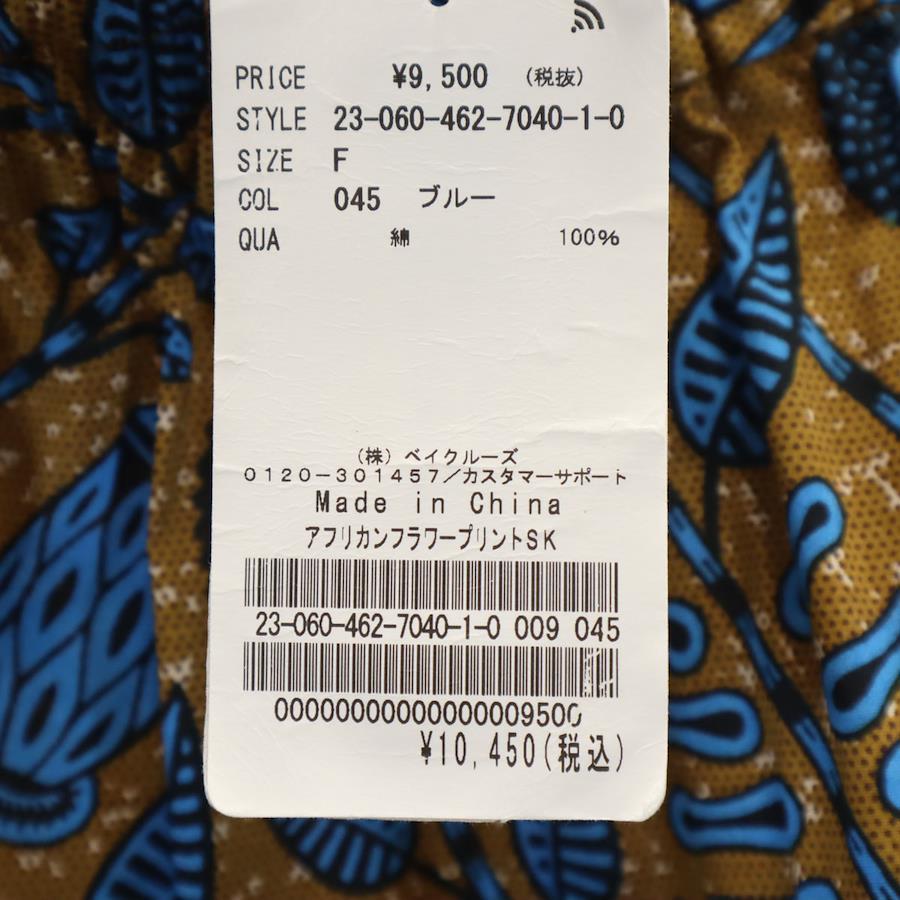 PRICE ¥9,500 (税抜)
STYLE 23-060-462-7040-1-0
SIZE F
COL 045 ブルー
QUA 綿 100%
(株) ベイクルーズ
0120-301457/カスタマーサポート
Made in China
アフリカンフラワープリントSK
23-060-462-7040-1-0 009 045
000000000000000009500
¥10,450(税込)